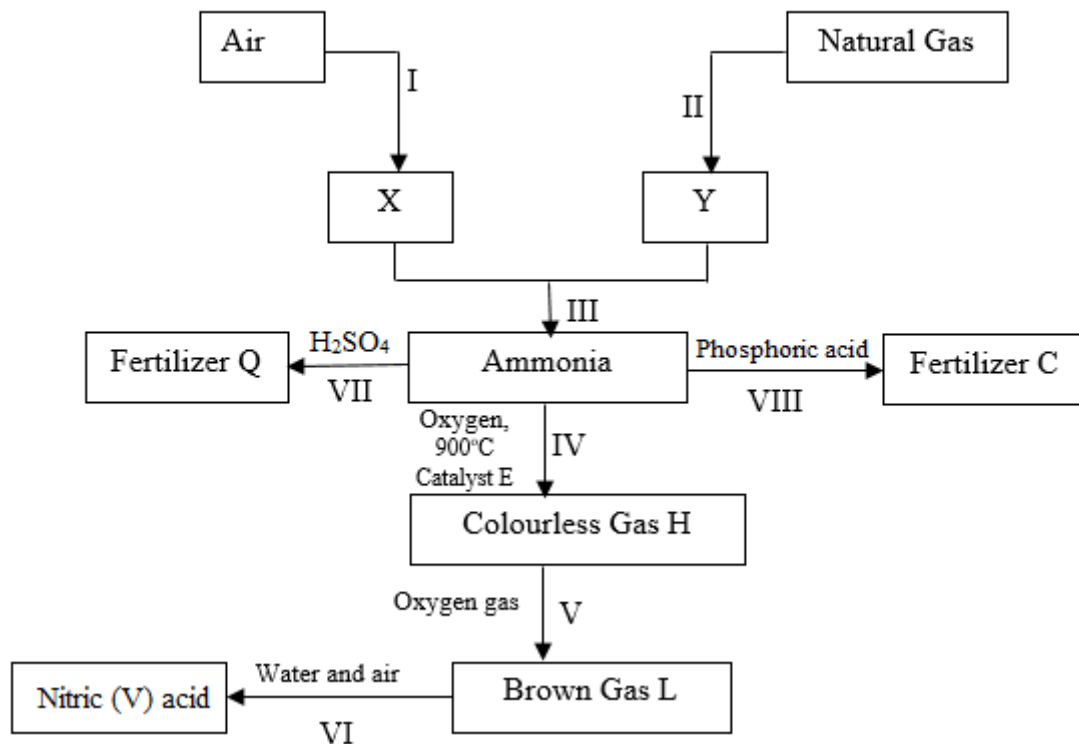 Air
Natural Gas
I
II
X
Y
III
Fertilizer Q
H₂SO₄
VII
Ammonia
Phosphoric acid
VIII
Fertilizer C
Oxygen,
900°C
Catalyst E
IV
Colourless Gas H
Oxygen gas
V
Nitric (V) acid
Water and air
VI
Brown Gas L